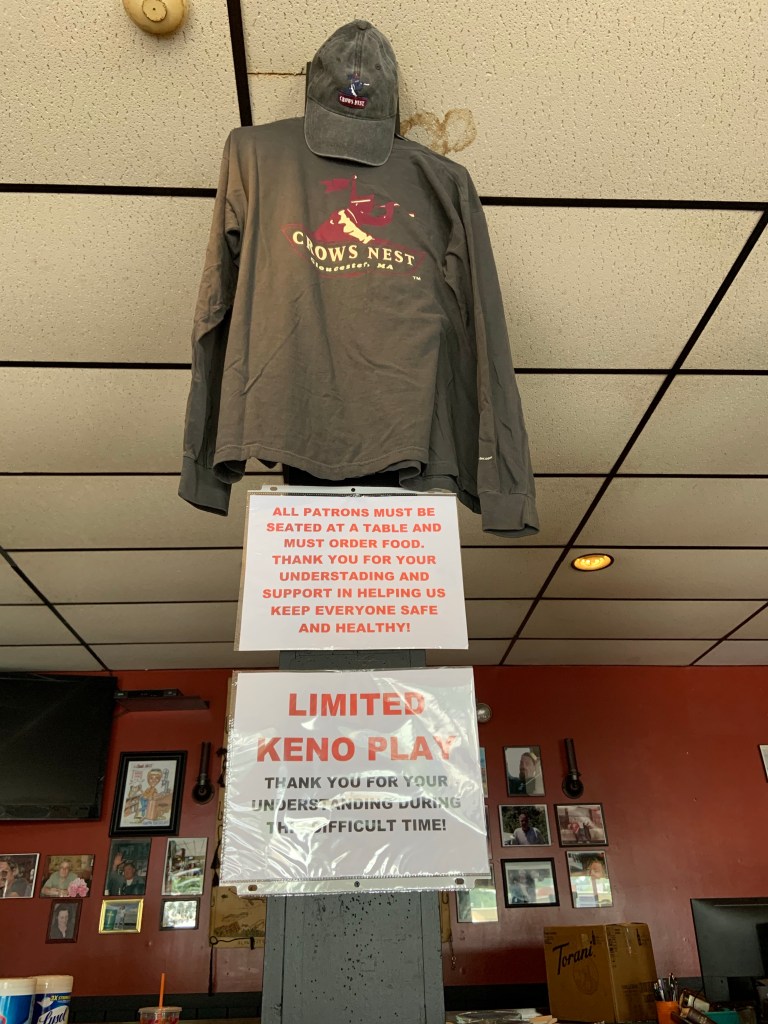 CROWS NEST
CROWS NEST
Gloucester, MA
TM
ALL PATRONS MUST BE
SEATED AT A TABLE AND
MUST ORDER FOOD.
THANK YOU FOR YOUR
UNDERSTADING AND
SUPPORT IN HELPING US
KEEP EVERYONE SAFE
AND HEALTHY!
LIMITED
KENO PLAY
THANK YOU FOR YOUR
UNDERSTANDING DURING
THIS DIFFICULT TIME!
Torani
Lysol